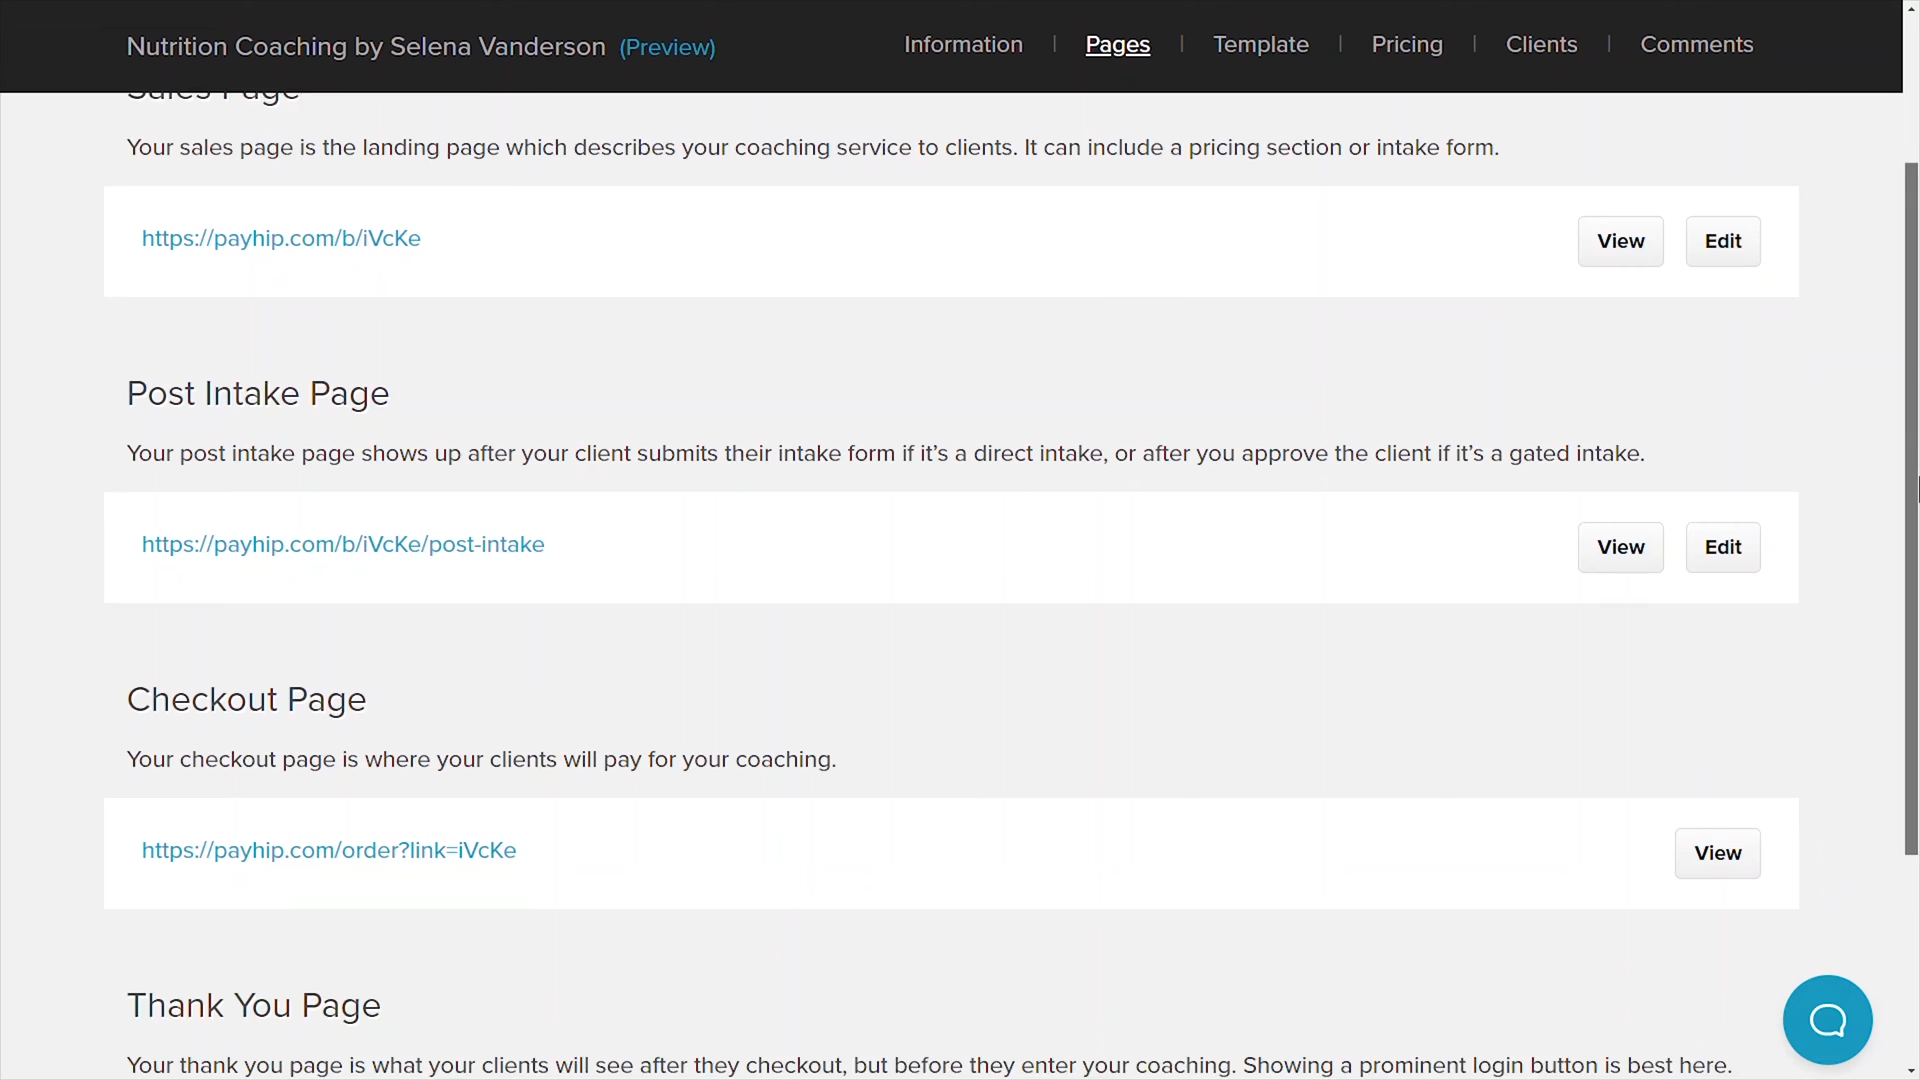 Nutrition Coaching by Selena Vanderson (Preview)
Information | Pages | Template | Pricing | Clients | Comments
Sales Page
Your sales page is the landing page which describes your coaching service to clients. It can include a pricing section or intake form.
https://payhip.com/b/iVcKe
View Edit
Post Intake Page
Your post intake page shows up after your client submits their intake form if it’s a direct intake, or after you approve the client if it’s a gated intake.
https://payhip.com/b/iVcKe/post-intake
View Edit
Checkout Page
Your checkout page is where your clients will pay for your coaching.
https://payhip.com/order?link=iVcKe
View
Thank You Page
Your thank you page is what your clients will see after they checkout, but before they enter your coaching. Showing a prominent login button is best here.